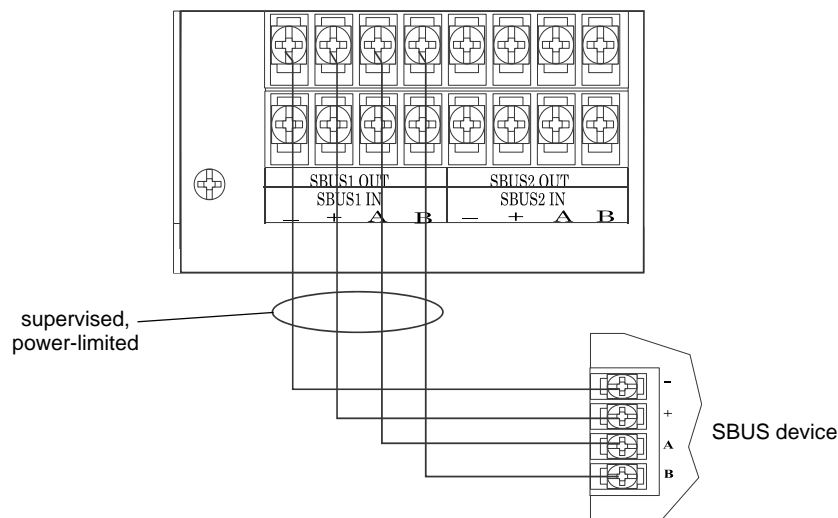 SBUS1 OUT SBUS2 OUT
SBUS1 IN SBUS2 IN
− + A B − + A B
supervised,
power-limited
−
+
A
B
SBUS device